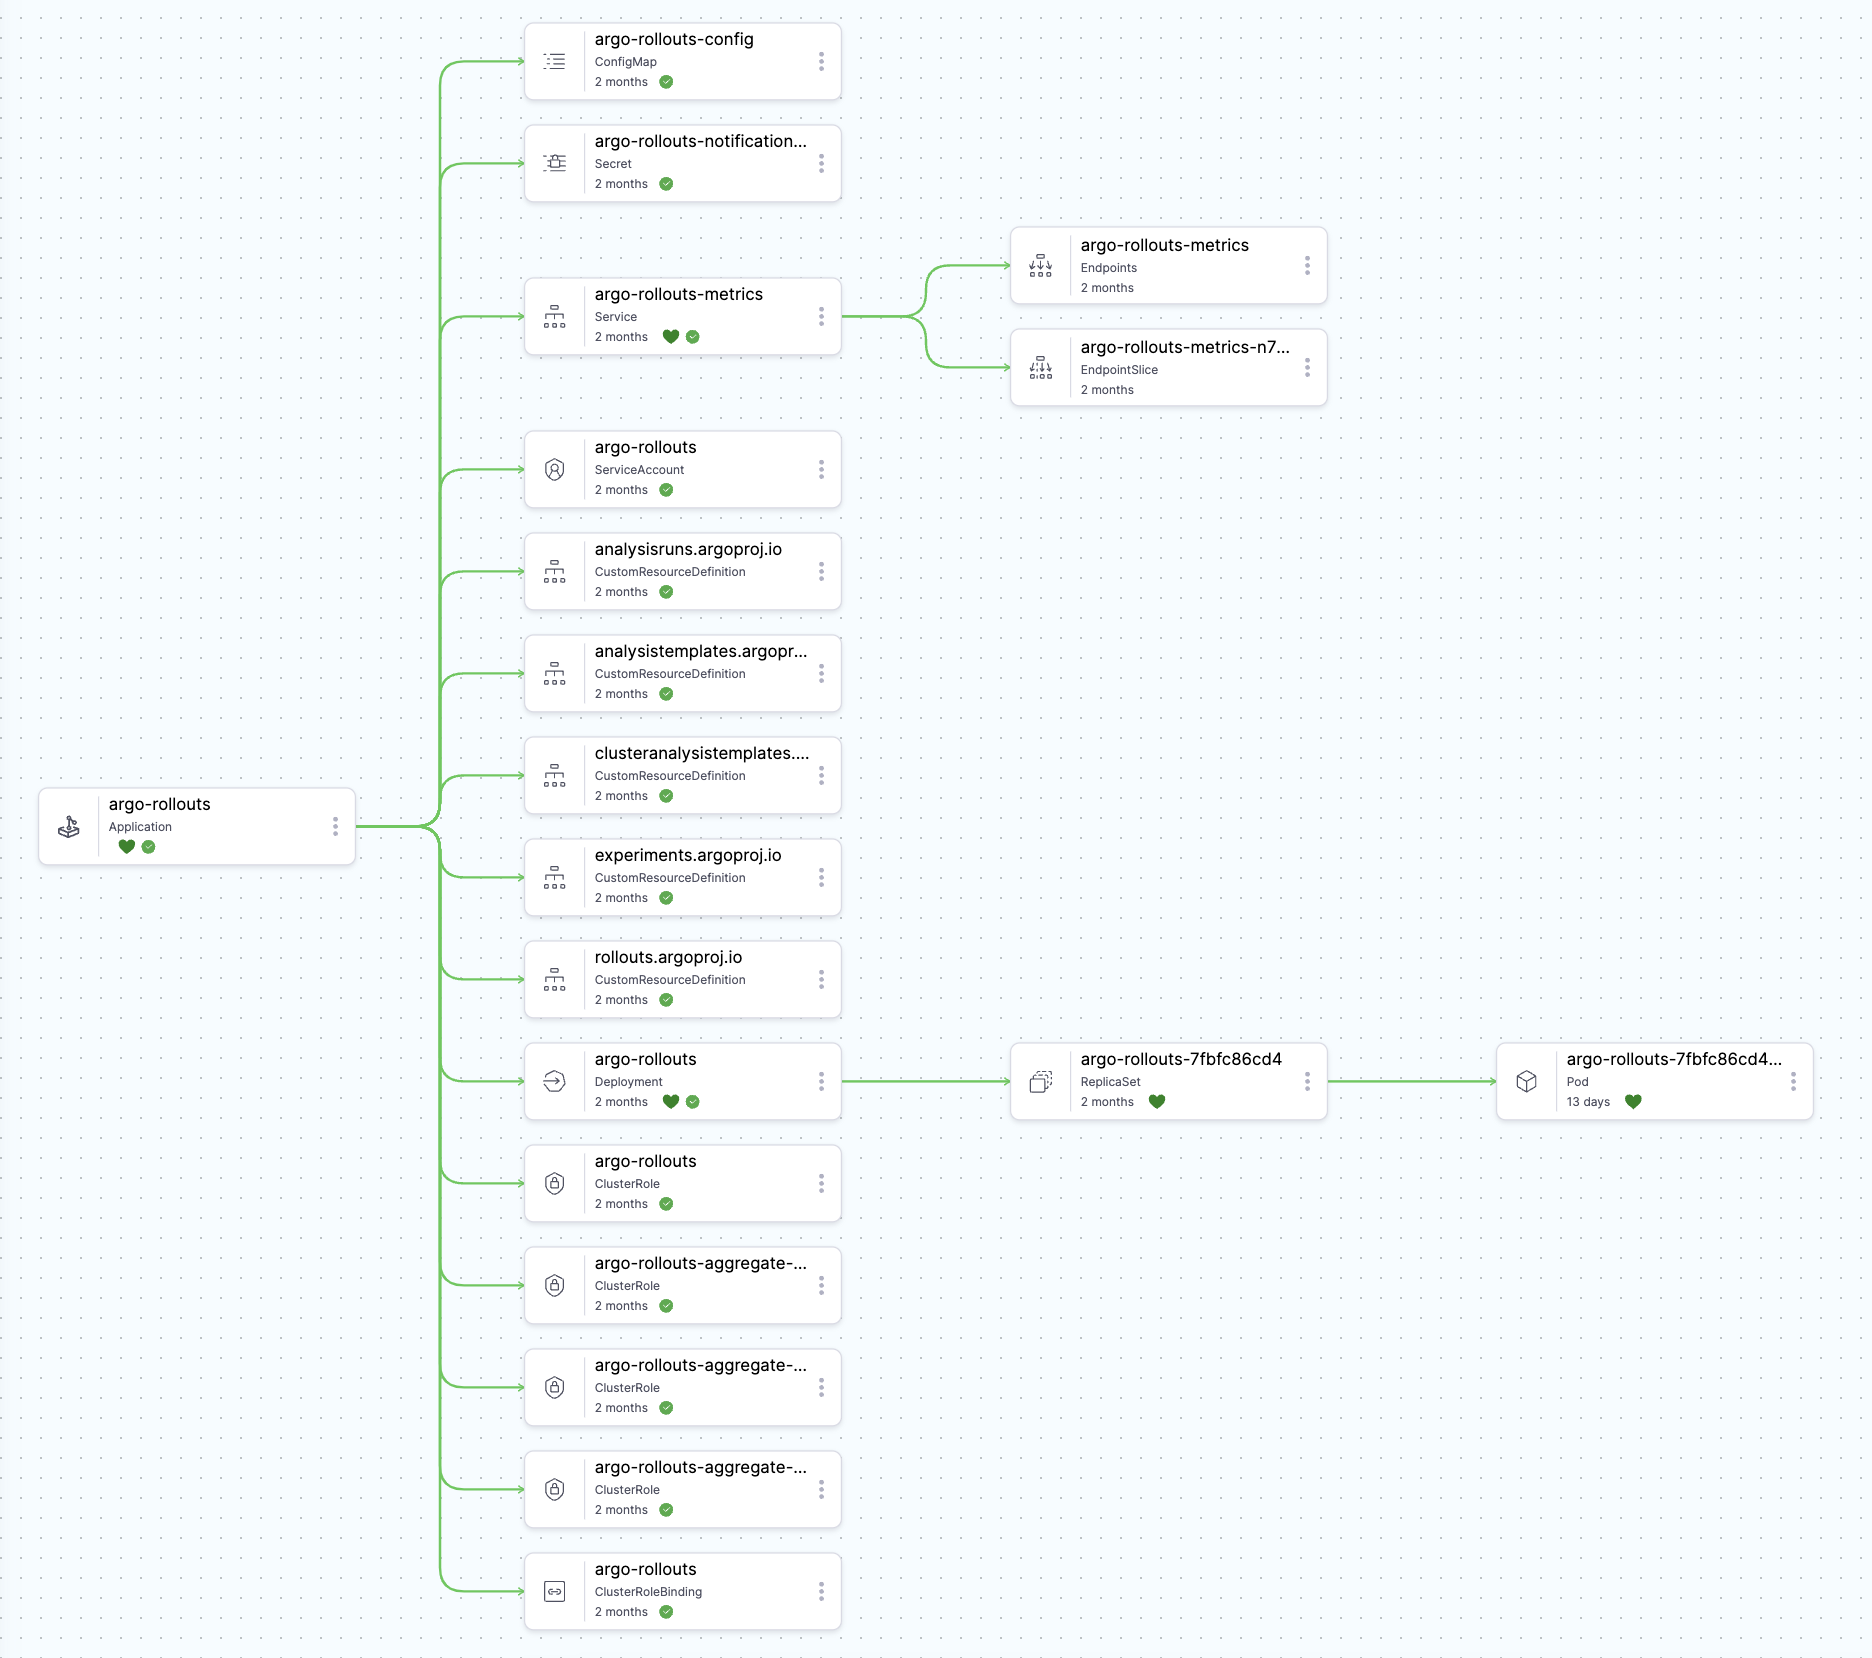 argo-rollouts
Application
argo-rollouts-config
ConfigMap
2 months
argo-rollouts-notification...
Secret
2 months
argo-rollouts-metrics
Service
2 months
argo-rollouts-metrics
Endpoints
2 months
argo-rollouts-metrics-n7...
EndpointSlice
2 months
argo-rollouts
ServiceAccount
2 months
analysisruns.argoproj.io
CustomResourceDefinition
2 months
analysistemplates.argopr...
CustomResourceDefinition
2 months
clusteranalysistemplates....
CustomResourceDefinition
2 months
experiments.argoproj.io
CustomResourceDefinition
2 months
rollouts.argoproj.io
CustomResourceDefinition
2 months
argo-rollouts
Deployment
2 months
argo-rollouts-7fbfc86cd4
ReplicaSet
2 months
argo-rollouts-7fbfc86cd4...
Pod
13 days
argo-rollouts
ClusterRole
2 months
argo-rollouts-aggregate-...
ClusterRole
2 months
argo-rollouts-aggregate-...
ClusterRole
2 months
argo-rollouts-aggregate-...
ClusterRole
2 months
argo-rollouts
ClusterRoleBinding
2 months